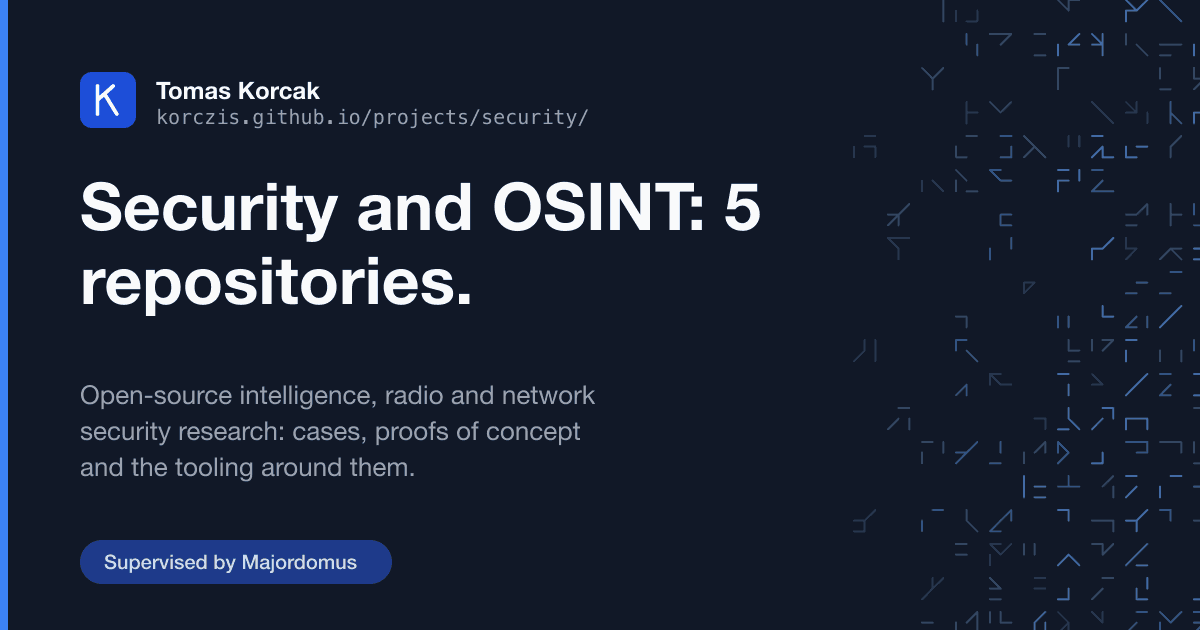 K
Tomas Korcak
korczis.github.io/projects/security/
Security and OSINT: 5
repositories.
Open-source intelligence, radio and network
security research: cases, proofs of concept
and the tooling around them.
Supervised by Majordomus